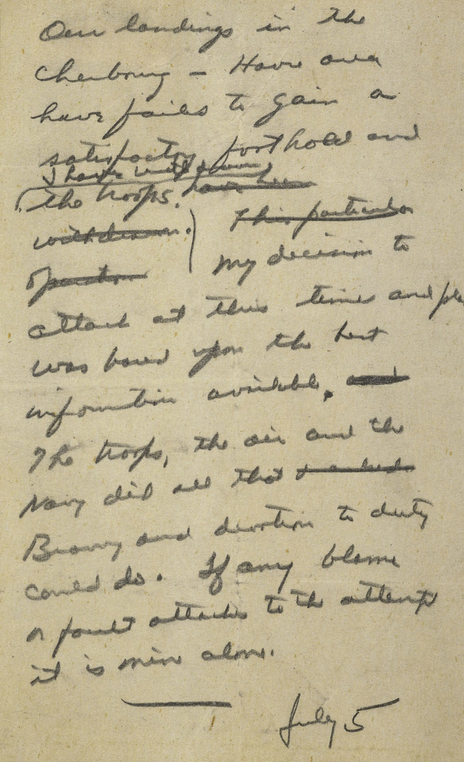 Our landings in the
Cherbourg – Havre area
have failed to gain a
satisfactory foothold and
I have withdrawn
the troops. have been
withdrawn. This particular
operation My decision to
attack at this time and pla
was based upon the best
information available. and
The troops, the air and the
Navy did all that
Bravery and devotion to duty
could do. If any blame
or fault attaches to the attempt
it is mine alone.
July 5